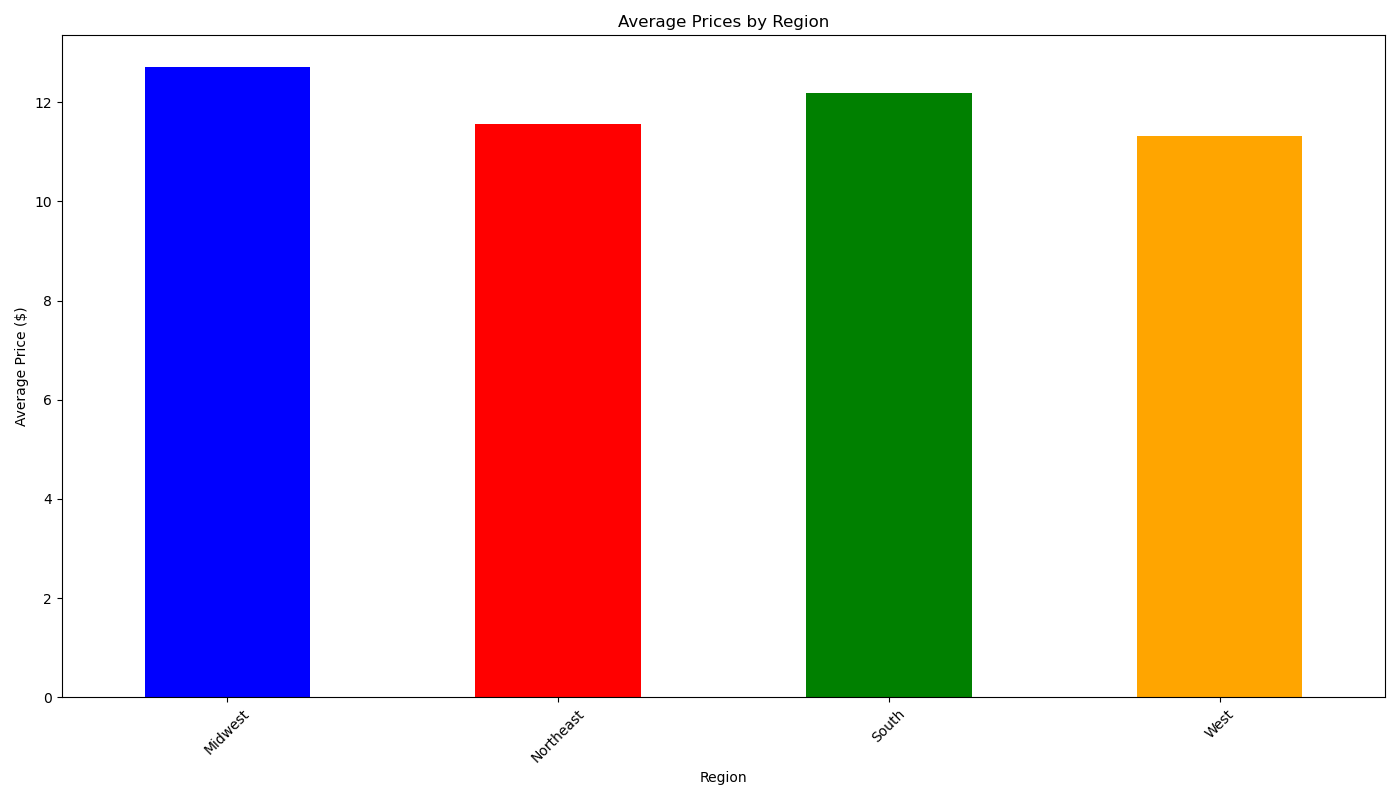 Average Prices by Region
Average Price ($)
12
10
8
6
4
2
0
Midwest
Northeast
South
West
Region